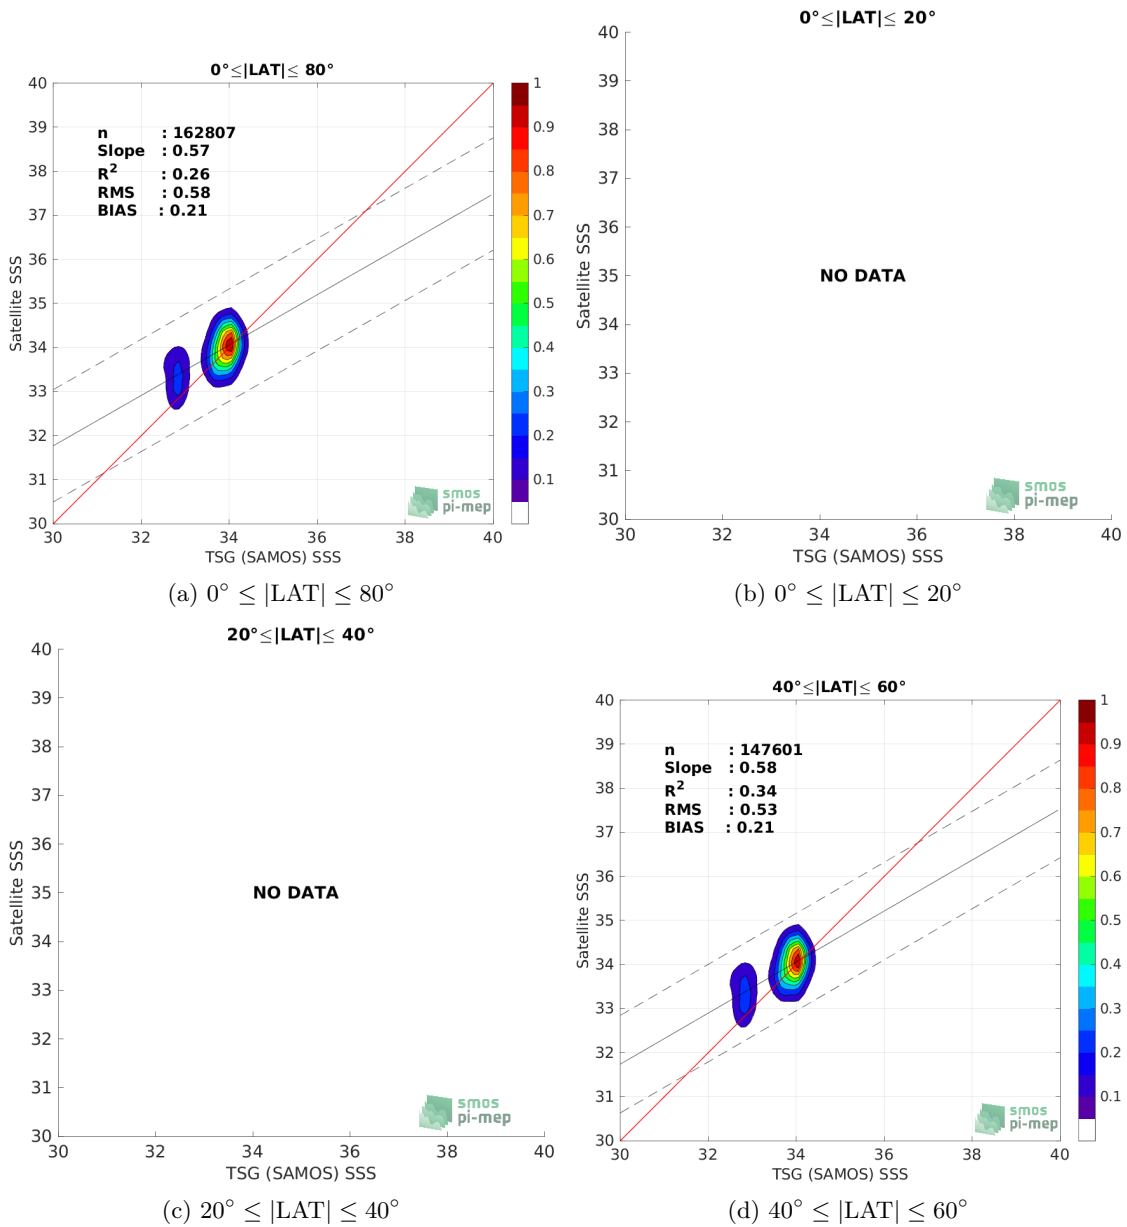 0°≤|LAT|≤ 80°
40
39
38
37
36
35
34
33
32
31
30
Satellite SSS
n : 162807
Slope : 0.57
R² : 0.26
RMS : 0.58
BIAS : 0.21
smos
pi-mep
30 32 34 36 38 40
TSG (SAMOS) SSS
1
0.9
0.8
0.7
0.6
0.5
0.4
0.3
0.2
0.1
(a) 0° ≤ |LAT| ≤ 80°
0°≤|LAT|≤ 20°
40
39
38
37
36
35
34
33
32
31
30
Satellite SSS
NO DATA
smos
pi-mep
30 32 34 36 38 40
TSG (SAMOS) SSS
(b) 0° ≤ |LAT| ≤ 20°
20°≤|LAT|≤ 40°
40
39
38
37
36
35
34
33
32
31
30
Satellite SSS
NO DATA
smos
pi-mep
30 32 34 36 38 40
TSG (SAMOS) SSS
(c) 20° ≤ |LAT| ≤ 40°
40°≤|LAT|≤ 60°
40
39
38
37
36
35
34
33
32
31
30
Satellite SSS
n : 147601
Slope : 0.58
R² : 0.34
RMS : 0.53
BIAS : 0.21
smos
pi-mep
30 32 34 36 38 40
TSG (SAMOS) SSS
1
0.9
0.8
0.7
0.6
0.5
0.4
0.3
0.2
0.1
(d) 40° ≤ |LAT| ≤ 60°